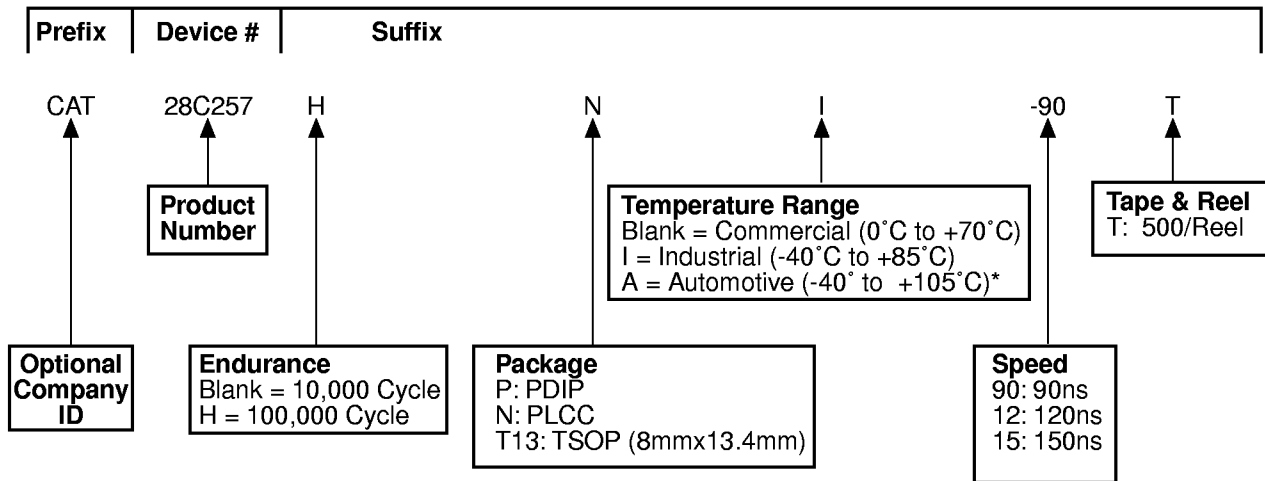 Prefix Device # Suffix
CAT 28C257 H N I -90 T
Product
Number
Temperature Range
Blank = Commercial (0˚C to +70˚C)
I = Industrial (-40˚C to +85˚C)
A = Automotive (-40˚ to +105˚C)*
Tape & Reel
T: 500/Reel
Optional
Company
ID
Endurance
Blank = 10,000 Cycle
H = 100,000 Cycle
Package
P: PDIP
N: PLCC
T13: TSOP (8mmx13.4mm)
Speed
90: 90ns
12: 120ns
15: 150ns